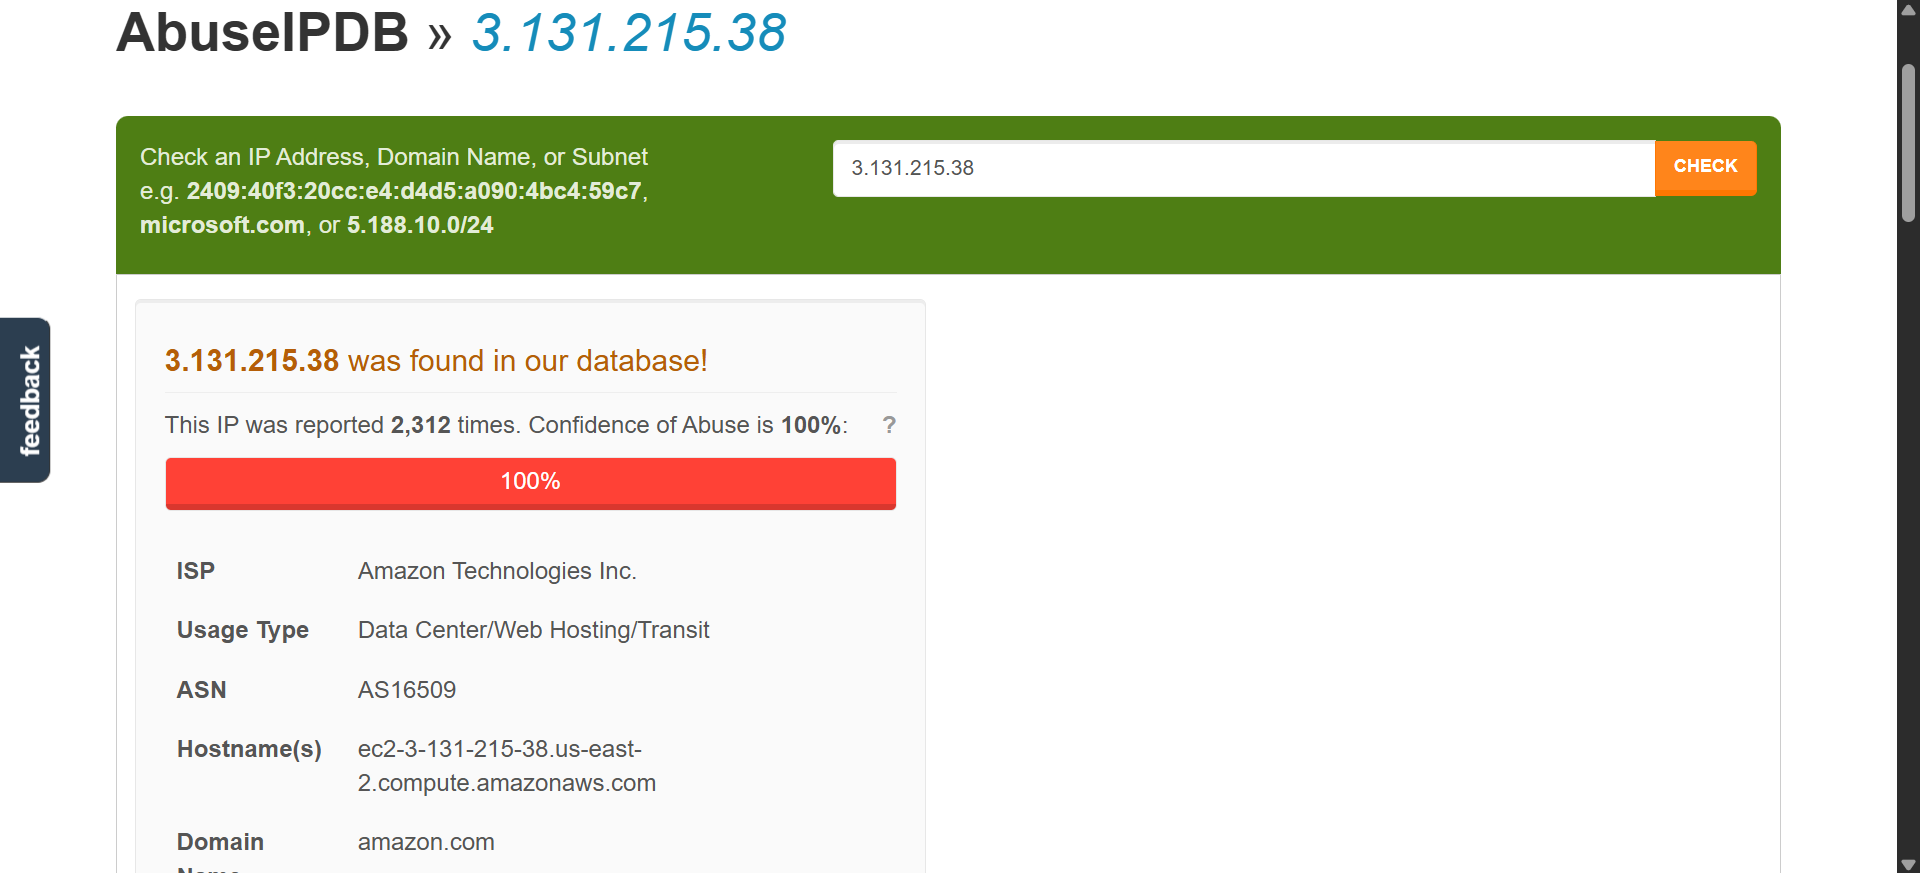 AbuseIPDB » 3.131.215.38
Check an IP Address, Domain Name, or Subnet
e.g. 2409:40f3:20cc:e4:d4d5:a090:4bc4:59c7,
microsoft.com, or 5.188.10.0/24
3.131.215.38
CHECK
feedback
3.131.215.38 was found in our database!
This IP was reported 2,312 times. Confidence of Abuse is 100%: ?
100%
ISP Amazon Technologies Inc.
Usage Type Data Center/Web Hosting/Transit
ASN AS16509
Hostname(s) ec2-3-131-215-38.us-east-
2.compute.amazonaws.com
Domain amazon.com